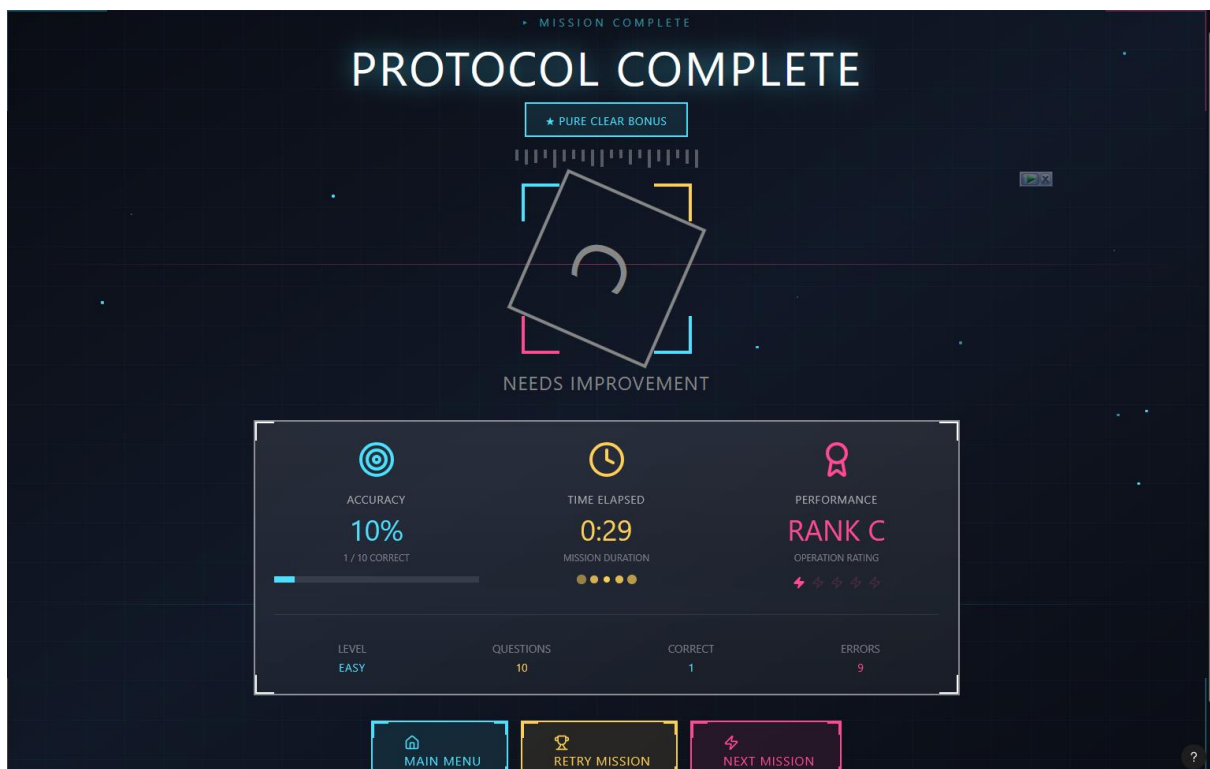 MISSION COMPLETE
PROTOCOL COMPLETE
★ PURE CLEAR BONUS
C
NEEDS IMPROVEMENT
ACCURACY
10%
1 / 10 CORRECT
TIME ELAPSED
0:29
MISSION DURATION
PERFORMANCE
RANK C
OPERATION RATING
LEVEL
EASY
QUESTIONS
10
CORRECT
1
ERRORS
9
MAIN MENU
RETRY MISSION
NEXT MISSION
?